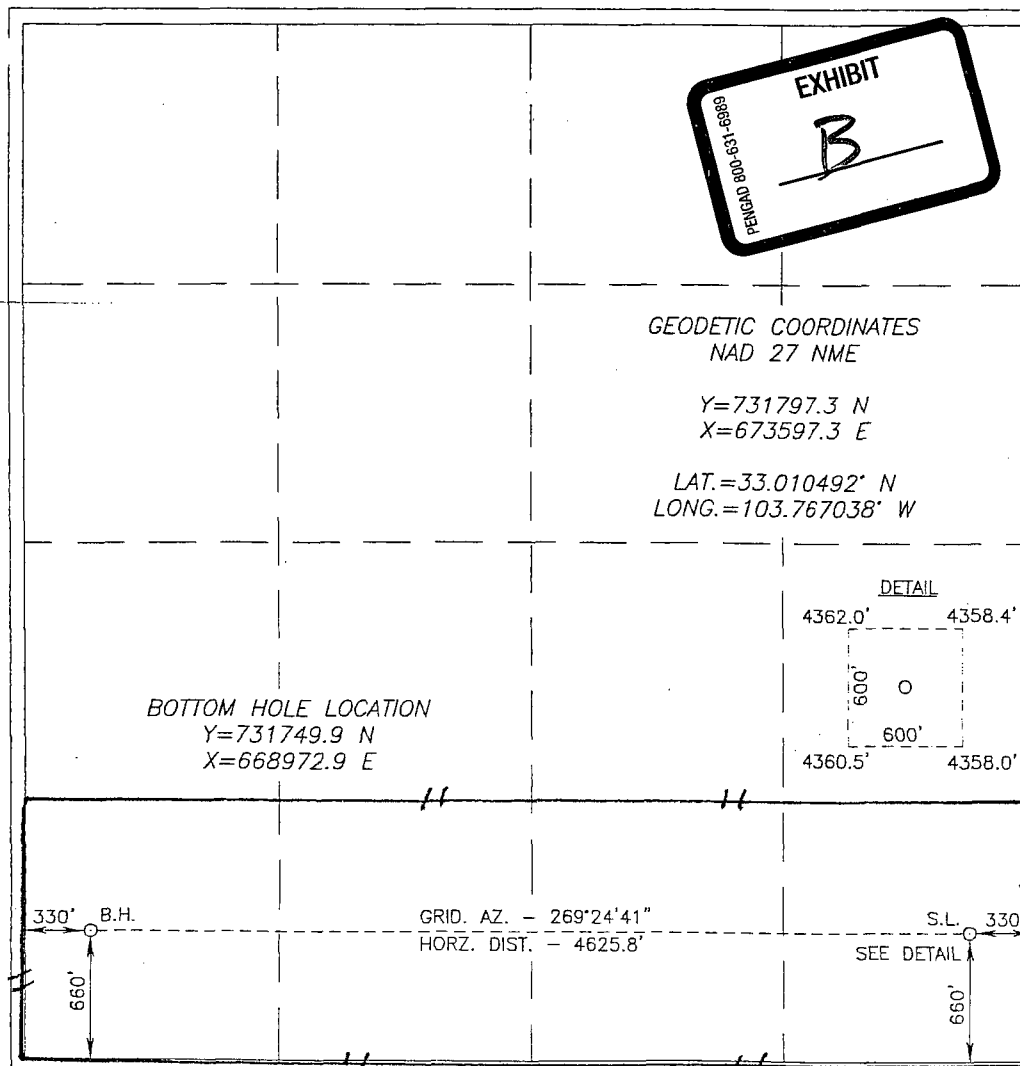 EXHIBIT
B
PENGAD 800-631-6989
GEODETIC COORDINATES
NAD 27 NME
Y=731797.3 N
X=673597.3 E
LAT.=33.010492° N
LONG.=103.767038° W
DETAIL
4362.0' 4358.4'
600'
600'
4360.5' 4358.0'
BOTTOM HOLE LOCATION
Y=731749.9 N
X=668972.9 E
330' B.H. GRID. AZ. - 269°24'41" S.L. 330'
HORZ. DIST. - 4625.8' SEE DETAIL
660' 660'